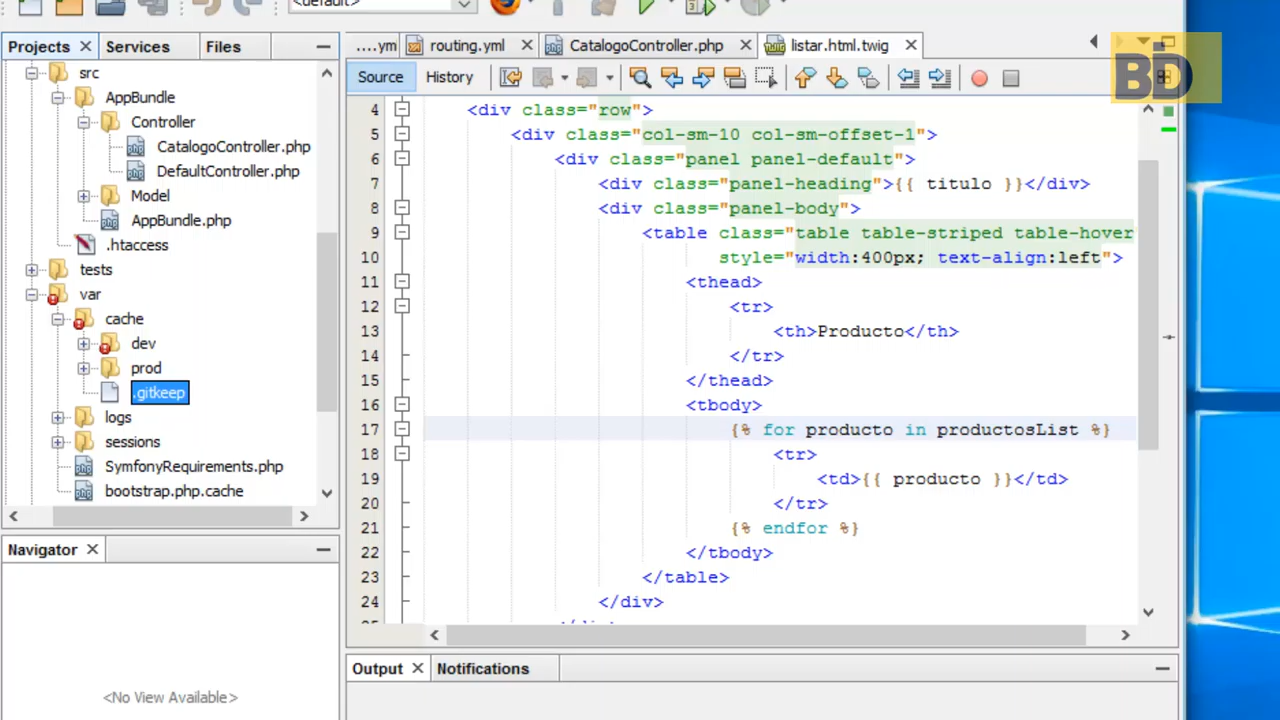 <default>
Projects
Services
Files
....ym
routing.yml
CatalogoController.php
listar.html.twig
BD
Source
History
src
AppBundle
Controller
CatalogoController.php
DefaultController.php
Model
AppBundle.php
.htaccess
tests
var
cache
dev
prod
.gitkeep
logs
sessions
SymfonyRequirements.php
bootstrap.php.cache
4 <div class="row">
5 <div class="col-sm-10 col-sm-offset-1">
6 <div class="panel panel-default">
7 <div class="panel-heading">{{ titulo }}</div>
8 <div class="panel-body">
9 <table class="table table-striped table-hover"
10 style="width:400px; text-align:left">
11 <thead>
12 <tr>
13 <th>Producto</th>
14 </tr>
15 </thead>
16 <tbody>
17 {% for producto in productosList %}
18 <tr>
19 <td>{{ producto }}</td>
20 </tr>
21 {% endfor %}
22 </tbody>
23 </table>
24 </div>
Navigator
<No View Available>
Output
Notifications